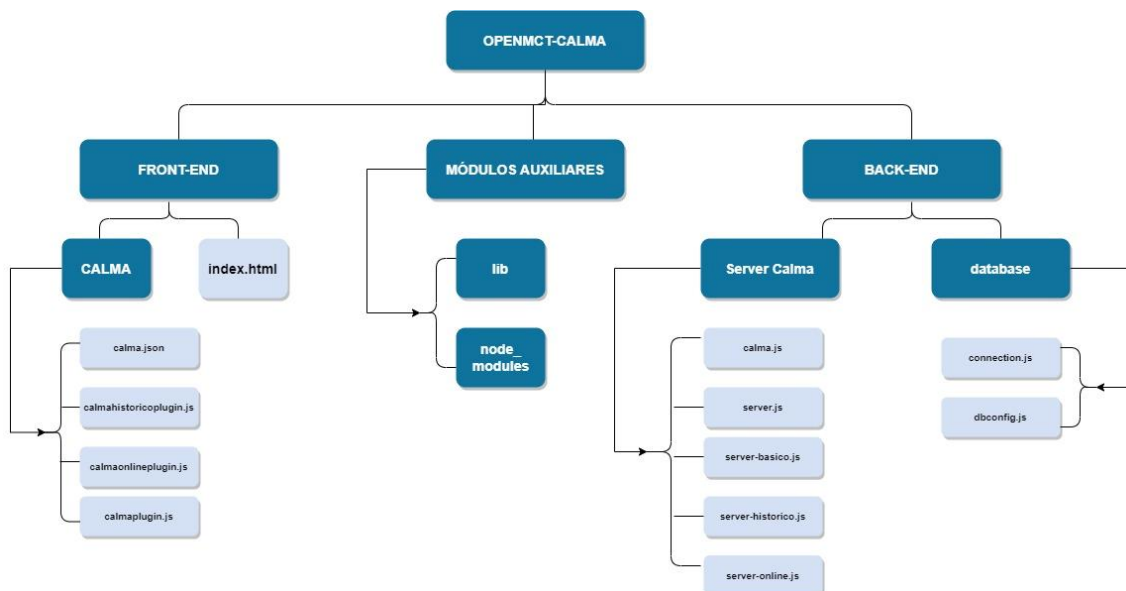 OPENMCT-CALMA
FRONT-END
MÓDULOS AUXILIARES
BACK-END
CALMA
index.html
lib
Server Calma
database
calma.json
calmahistoricoplugin.js
calmaonlineplugin.js
calmaplugin.js
node_
modules
calma.js
server.js
server-basico.js
server-historico.js
server-online.js
connection.js
dbconfig.js